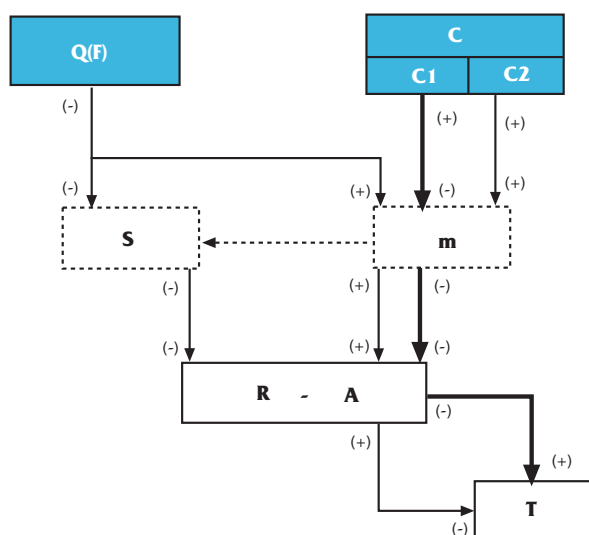 Q(F)
C
C1 C2
(-)
(+)
(+)
(-)
(+)
(-)
(+)
S
m
(-)
(+)
(-)
(-)
(+)
(-)
R - A
(-)
(+)
(+)
T
(-)